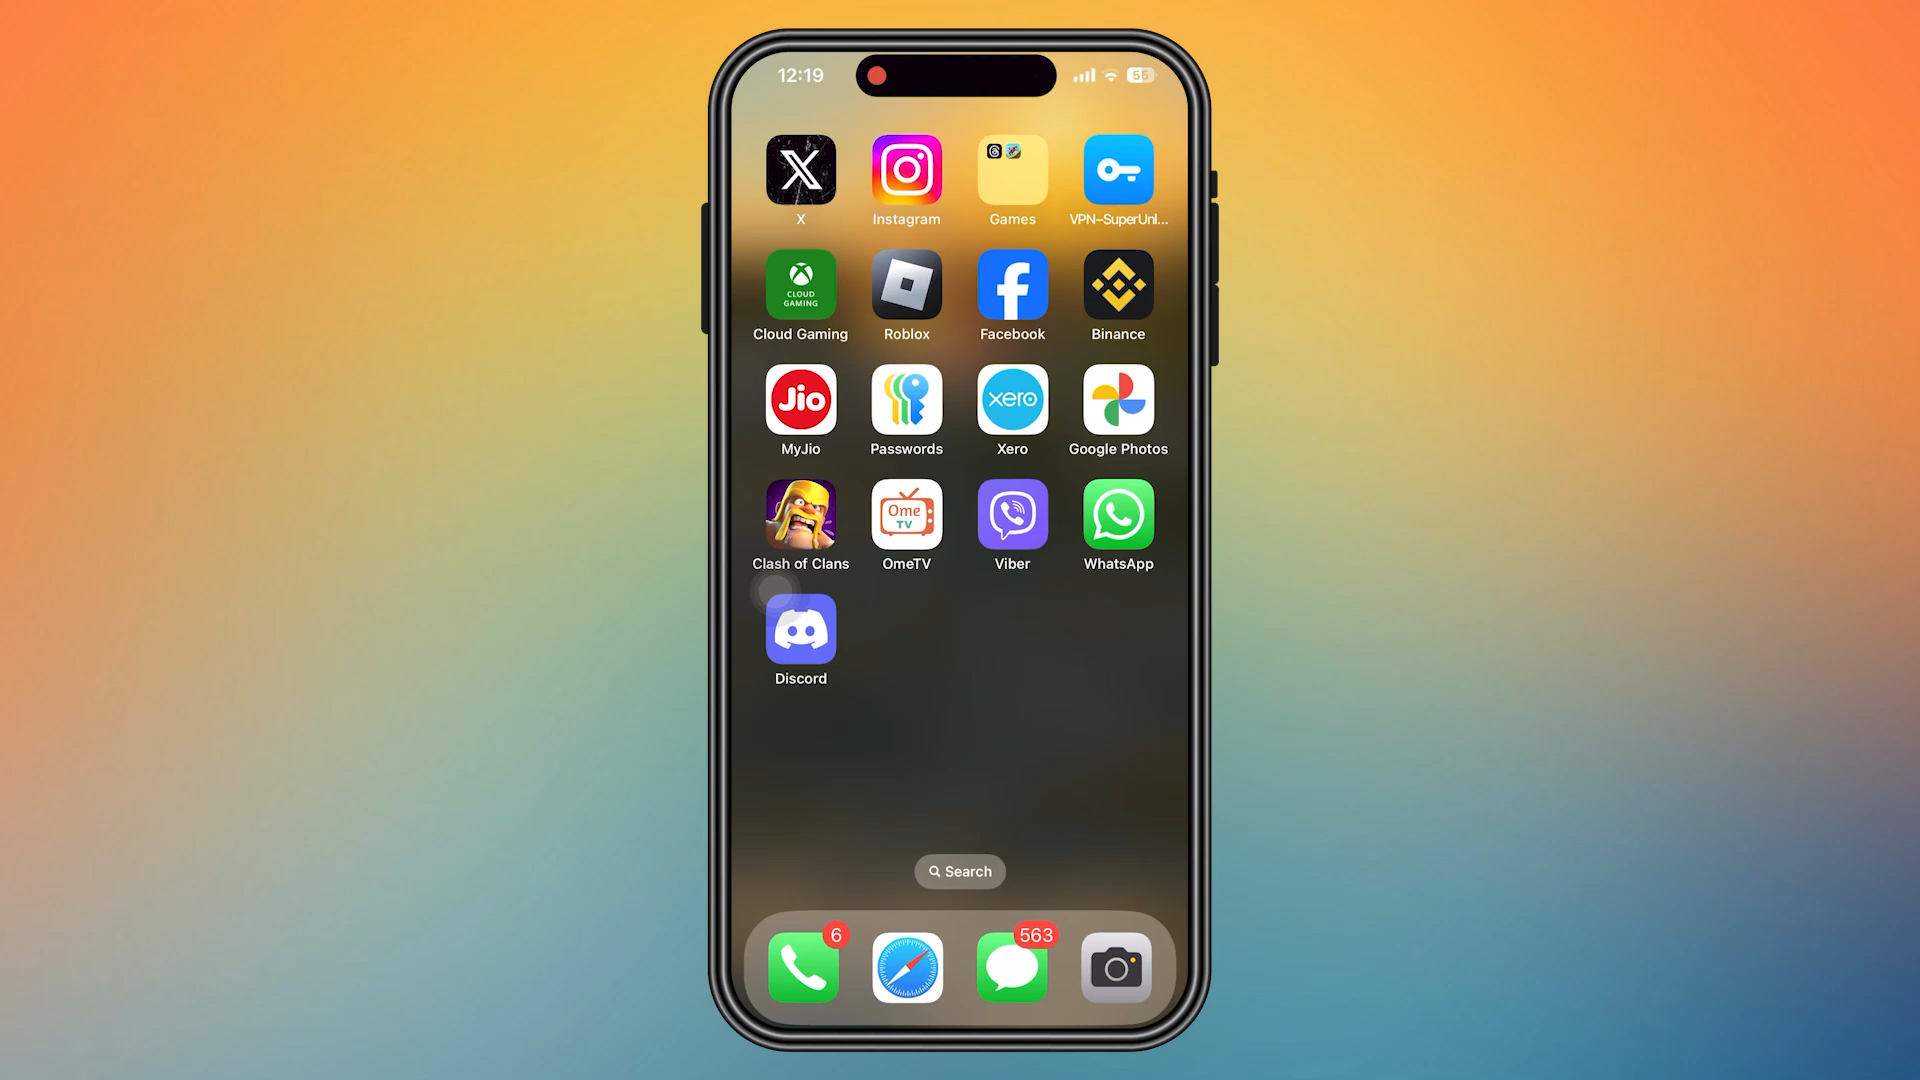 12:19
55
X
Instagram
Games
VPN–SuperUnl...
CLOUD
GAMING
Cloud Gaming
Roblox
Facebook
Binance
Jio
xero
MyJio
Passwords
Xero
Google Photos
Ome
TV
Clash of Clans
OmeTV
Viber
WhatsApp
Discord
Search
6
563